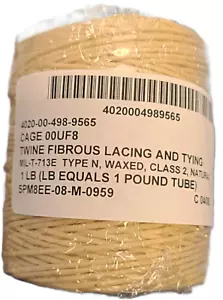 4020004989565
4020-00-498-9565
CAGE 00UF8
TWINE FIBROUS LACING AND TYING
MIL-T-713E TYPE N, WAXED, CLASS 2, NATURAL
1 LB (LB EQUALS 1 POUND TUBE)
SPM8EE-08-M-0959